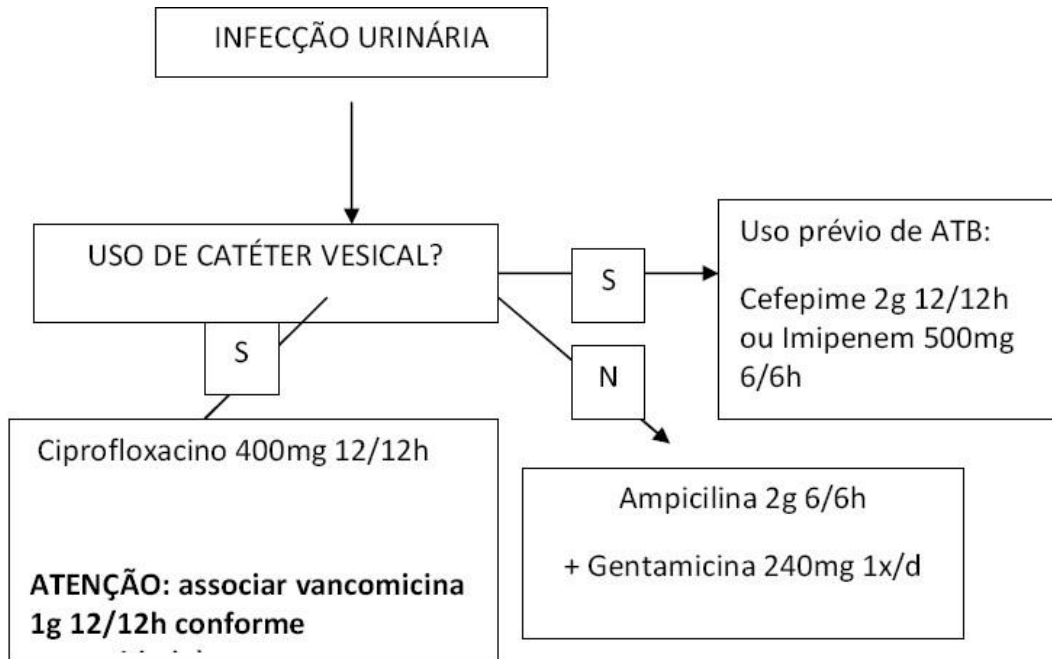 INFECÇÃO URINÁRIA
USO DE CATÉTER VESICAL?
S
Uso prévio de ATB:
Cefepime 2g 12/12h
ou Imipenem 500mg
6/6h
S
N
Ciprofloxacino 400mg 12/12h
ATENÇÃO: associar vancomicina
1g 12/12h conforme
Ampicilina 2g 6/6h
+ Gentamicina 240mg 1x/d